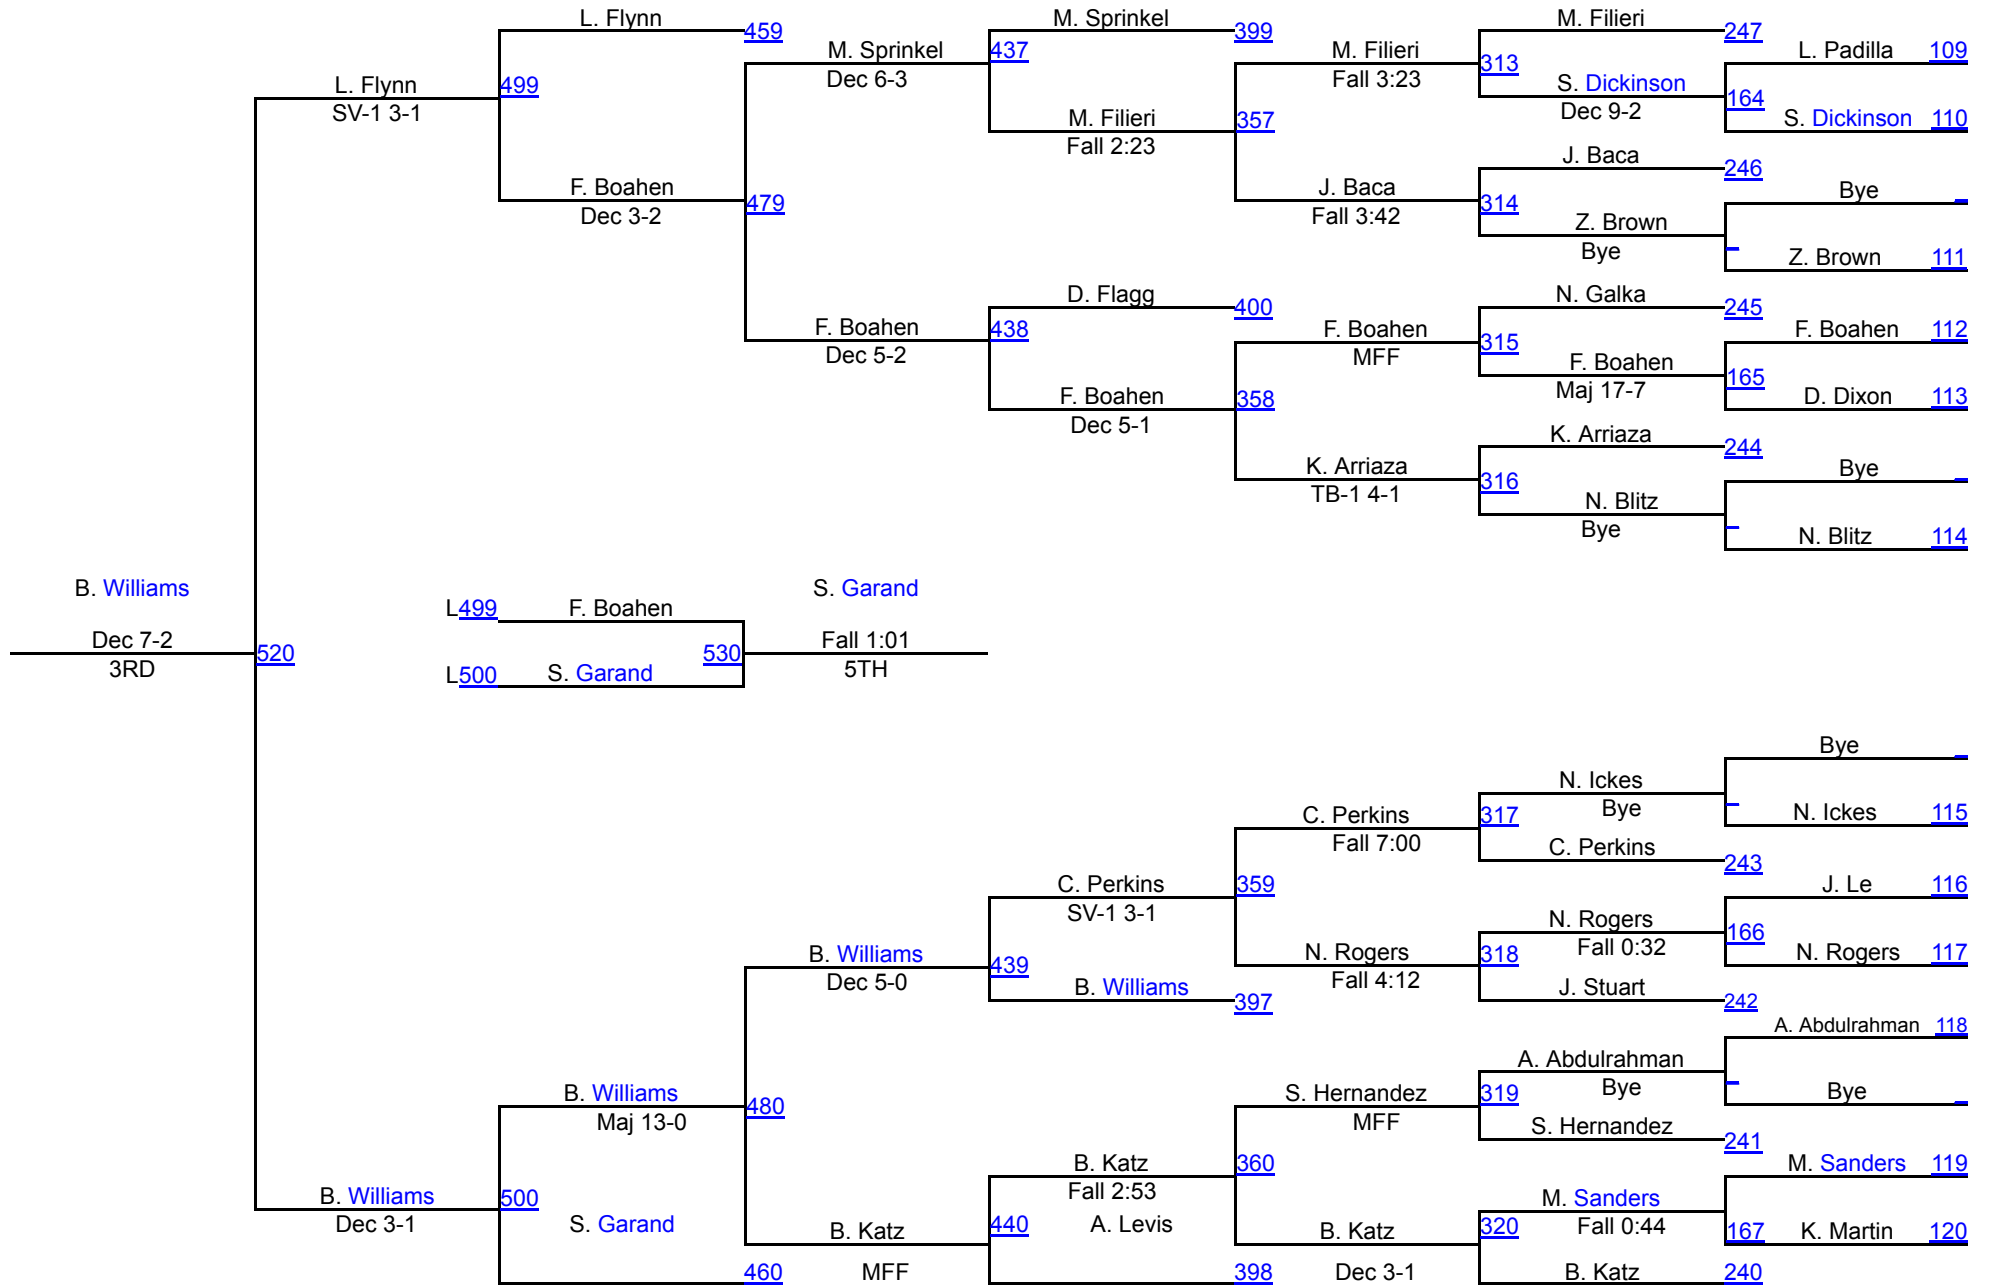 L. Flynn
459
M. Sprinkel
399
M. Filieri
247
L. Padilla 109
M. Sprinkel
437
M. Filieri
313
Dec 6-3
Fall 3:23
S. Dickinson
164
L. Flynn
499
Dec 9-2
SV-1 3-1
M. Filieri
357
S. Dickinson 110
Fall 2:23
J. Baca
246
F. Boahen
479
J. Baca
314
Bye
Dec 3-2
Fall 3:42
Z. Brown
Bye
Z. Brown 111
D. Flagg
400
N. Galka
245
F. Boahen
438
F. Boahen
315
F. Boahen 112
Dec 5-2
MFF
F. Boahen
165
Maj 17-7
F. Boahen
358
D. Dixon 113
Dec 5-1
K. Arriaza
244
K. Arriaza
316
Bye
TB-1 4-1
N. Blitz
Bye
N. Blitz 114
B. Williams
S. Garand
L499 F. Boahen
Dec 7-2
520
530
Fall 1:01
3RD
L500 S. Garand
5TH
Bye
N. Ickes
C. Perkins
317
Bye
N. Ickes 115
Fall 7:00
C. Perkins
243
C. Perkins
359
J. Le 116
SV-1 3-1
N. Rogers
166
B. Williams
439
N. Rogers
318
Fall 0:32
N. Rogers 117
Dec 5-0
Fall 4:12
B. Williams
397
J. Stuart
242
A. Abdulrahman 118
A. Abdulrahman
B. Williams
480
S. Hernandez
319
Bye
Bye
Maj 13-0
MFF
S. Hernandez
241
B. Katz
360
M. Sanders 119
Fall 2:53
B. Williams
500
M. Sanders
Dec 3-1
S. Garand
B. Katz
440
A. Levis
B. Katz
320
Fall 0:44
167
K. Martin 120
460
MFF
398
Dec 3-1
B. Katz
240